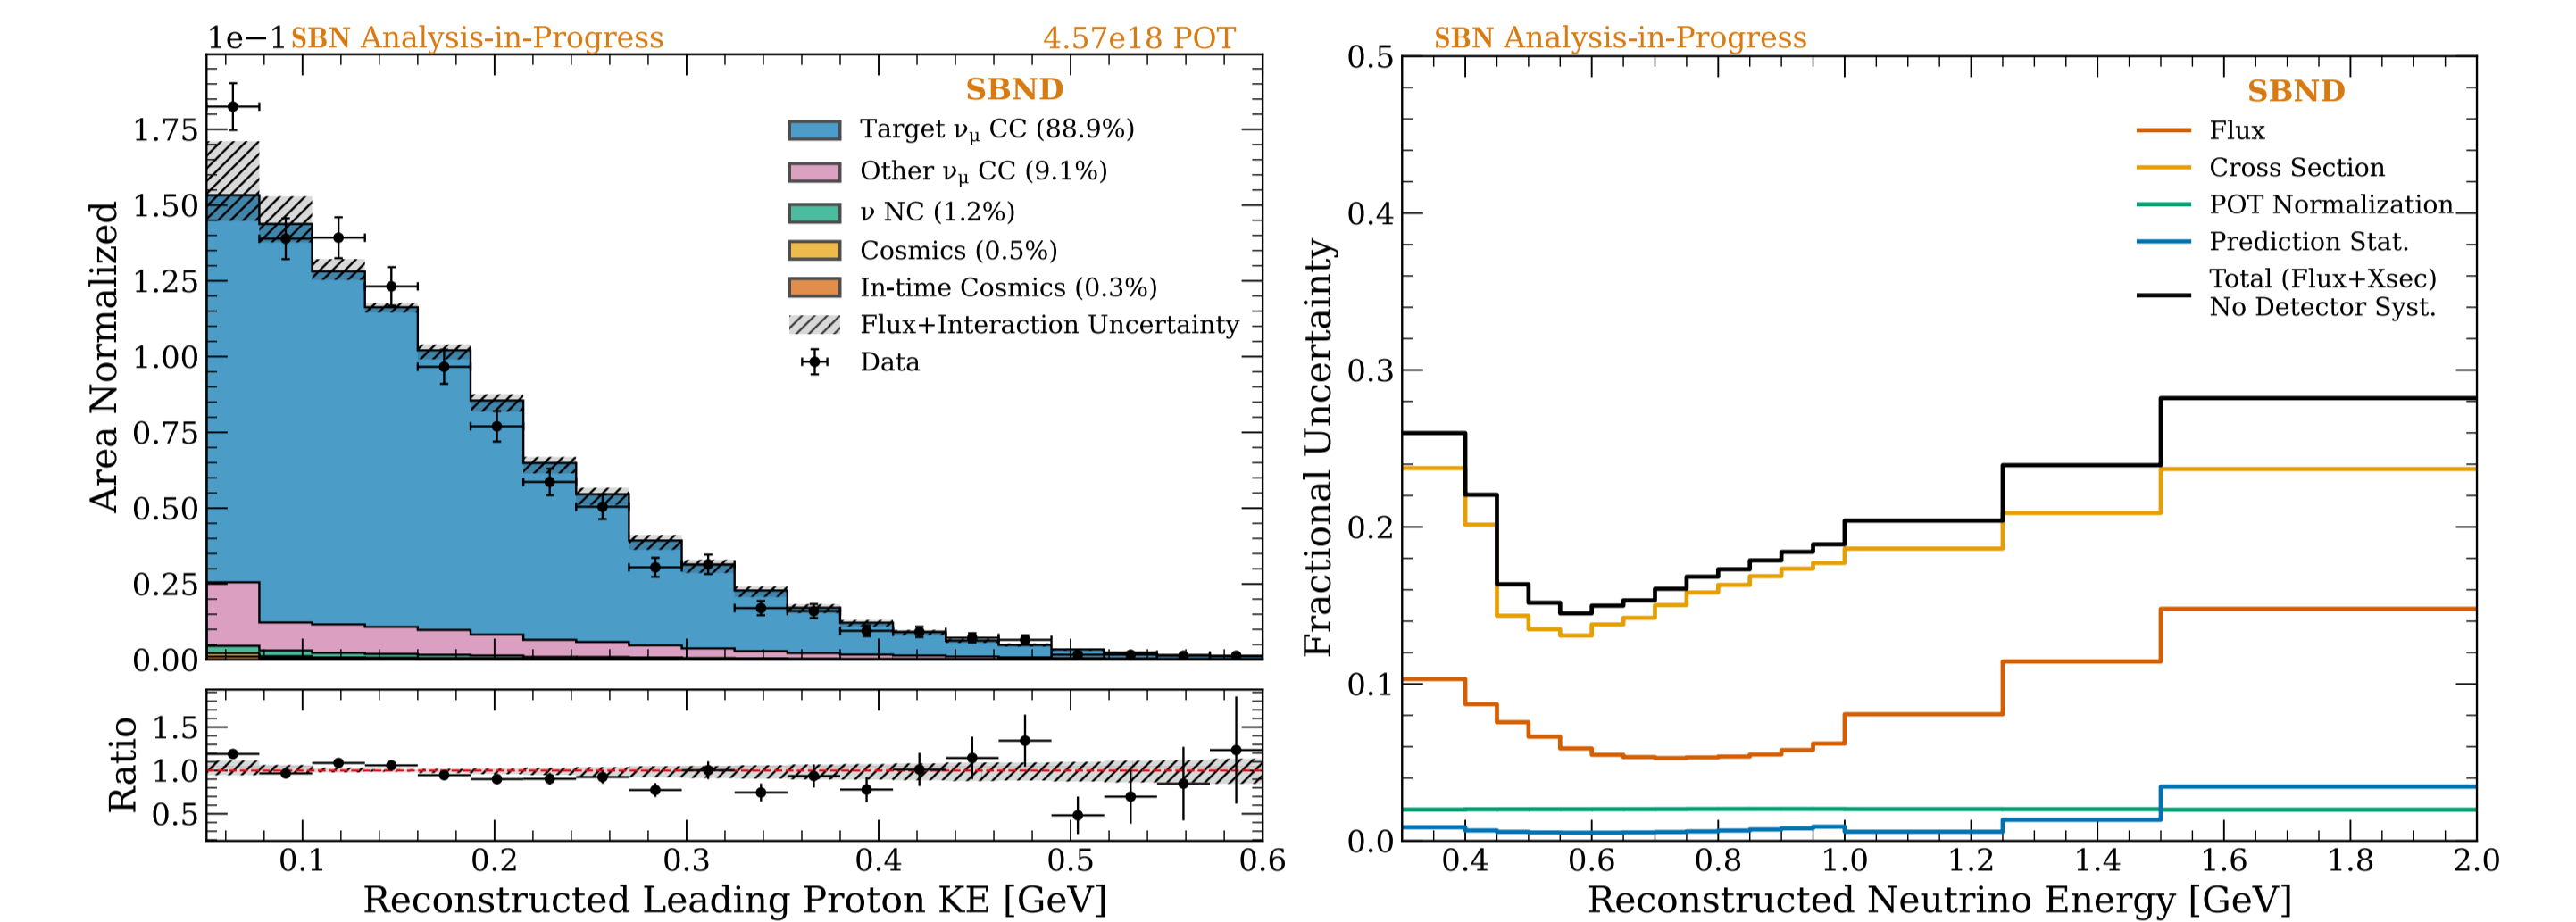 1e−1 SBN Analysis-in-Progress 4.57e18 POT
SBND
Target νμ CC (88.9%)
Other νμ CC (9.1%)
ν NC (1.2%)
Cosmics (0.5%)
In-time Cosmics (0.3%)
Flux+Interaction Uncertainty
Data
Area Normalized
1.75
1.50
1.25
1.00
0.75
0.50
0.25
0.00
Ratio
1.5
1.0
0.5
0.1 0.2 0.3 0.4 0.5 0.6
Reconstructed Leading Proton KE [GeV]
SBN Analysis-in-Progress
SBND
Flux
Cross Section
POT Normalization
Prediction Stat.
Total (Flux+Xsec)
No Detector Syst.
Fractional Uncertainty
0.5
0.4
0.3
0.2
0.1
0.0
0.4 0.6 0.8 1.0 1.2 1.4 1.6 1.8 2.0
Reconstructed Neutrino Energy [GeV]